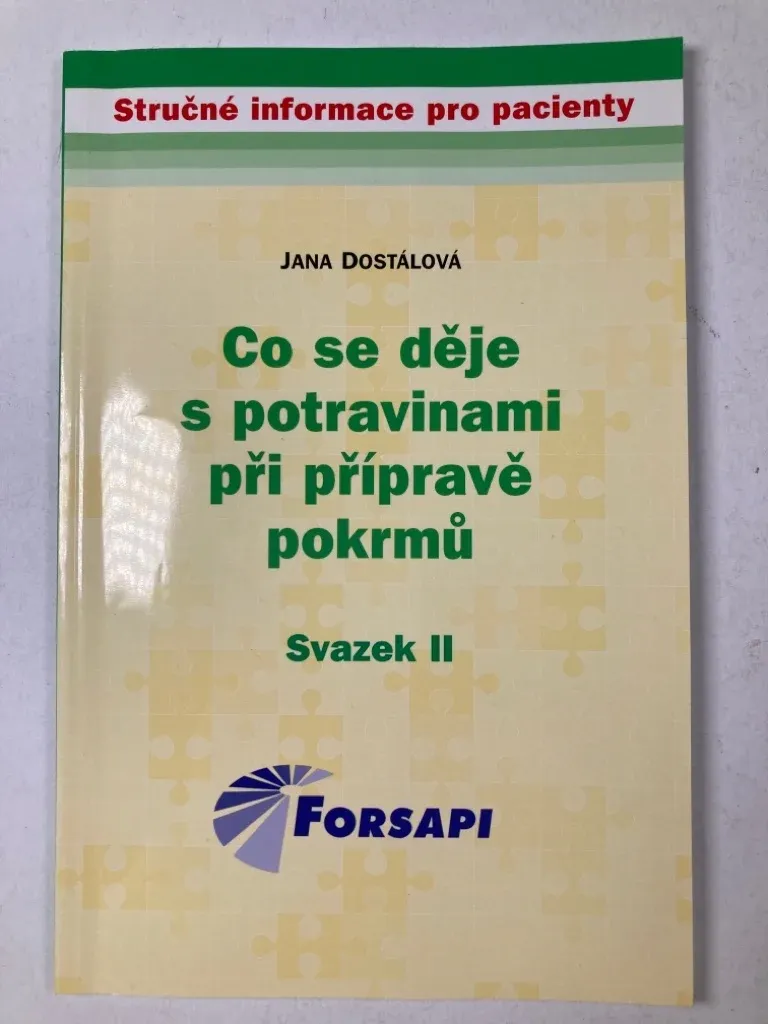 Stručné informace pro pacienty
JANA DOSTÁLOVÁ
Co se děje
s potravinami
při přípravě
pokrmů
Svazek II
FORSAPI